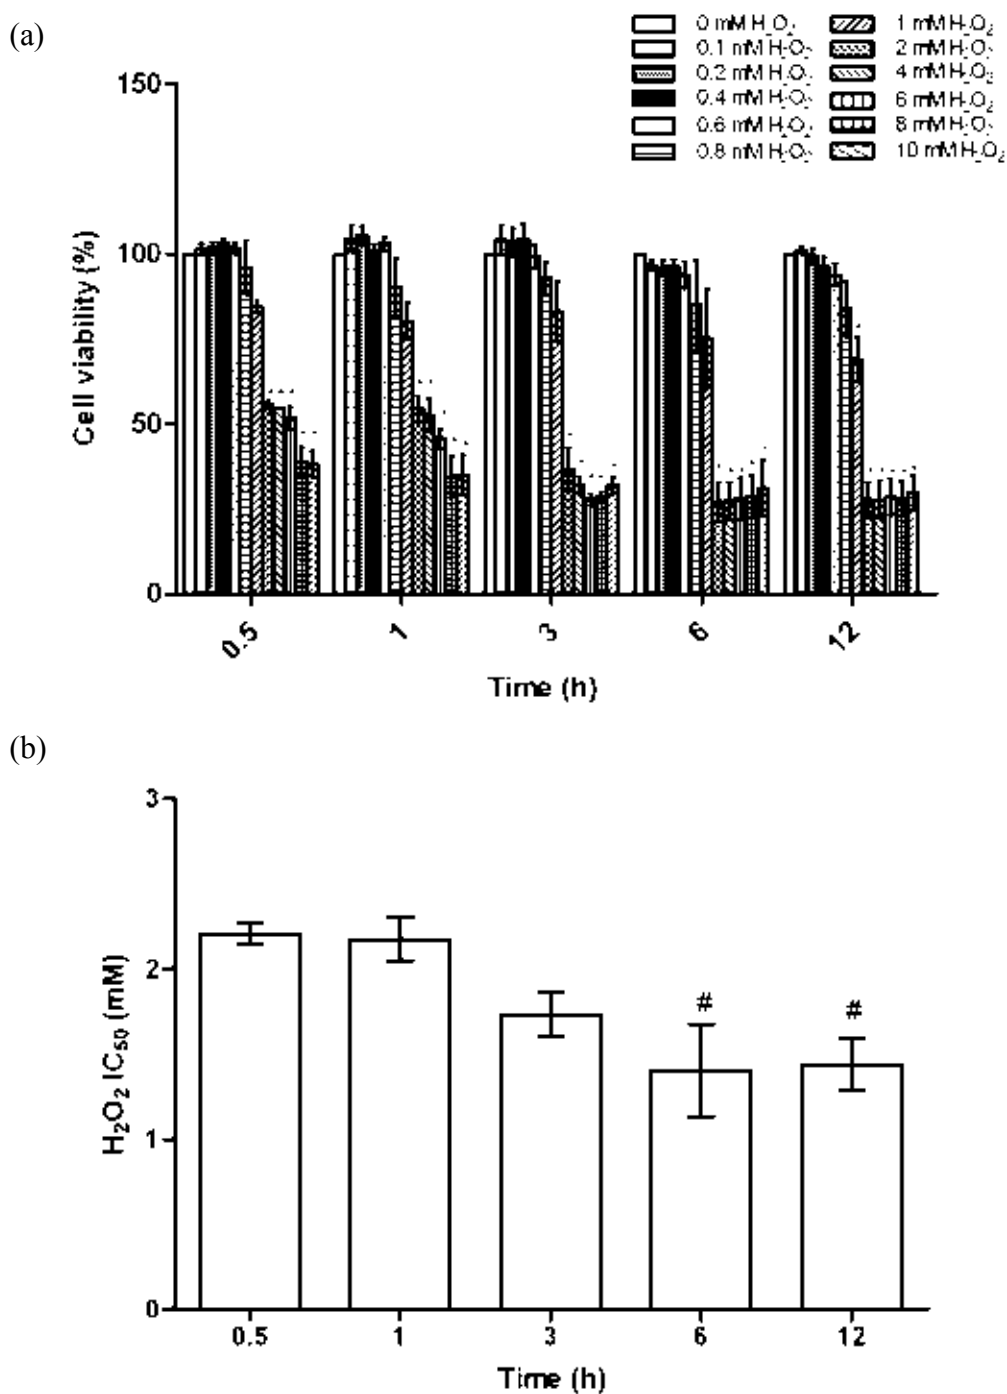 (a)
0 mM H2O2
0.1 mM H2O2
0.2 mM H2O2
0.4 mM H2O2
0.6 mM H2O2
0.8 mM H2O2
1 mM H2O2
2 mM H2O2
4 mM H2O2
6 mM H2O2
8 mM H2O2
10 mM H2O2
150
100
50
0
Cell viability (%)
0.5
1
3
6
12
Time (h)
(b)
3
2
1
0
H₂O₂ IC₅₀ (mM)
#
#
0.5
1
3
6
12
Time (h)